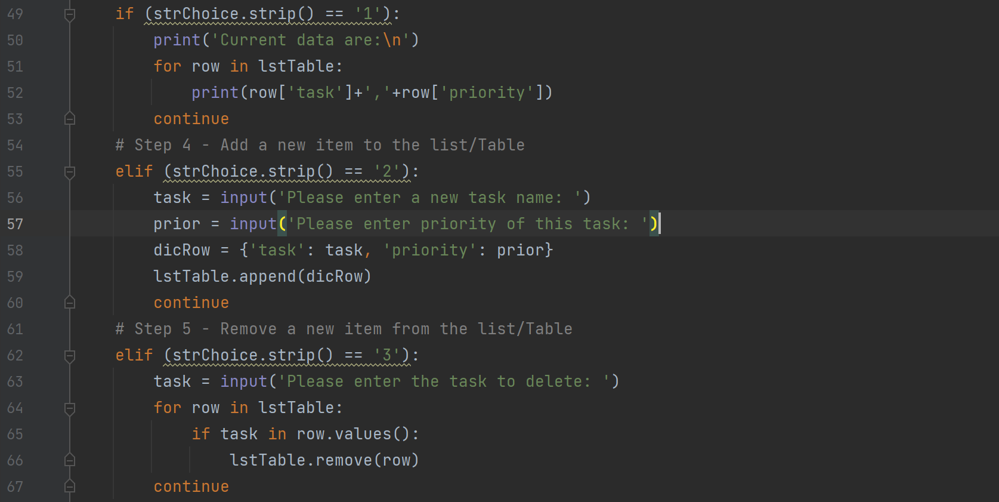 49 if (strChoice.strip() == '1'):
50 print('Current data are:\n')
51 for row in lstTable:
52 print(row['task']+','+row['priority'])
53 continue
54 # Step 4 - Add a new item to the list/Table
55 elif (strChoice.strip() == '2'):
56 task = input('Please enter a new task name: ')
57 prior = input('Please enter priority of this task: ')
58 dicRow = {'task': task, 'priority': prior}
59 lstTable.append(dicRow)
60 continue
61 # Step 5 - Remove a new item from the list/Table
62 elif (strChoice.strip() == '3'):
63 task = input('Please enter the task to delete: ')
64 for row in lstTable:
65 if task in row.values():
66 lstTable.remove(row)
67 continue